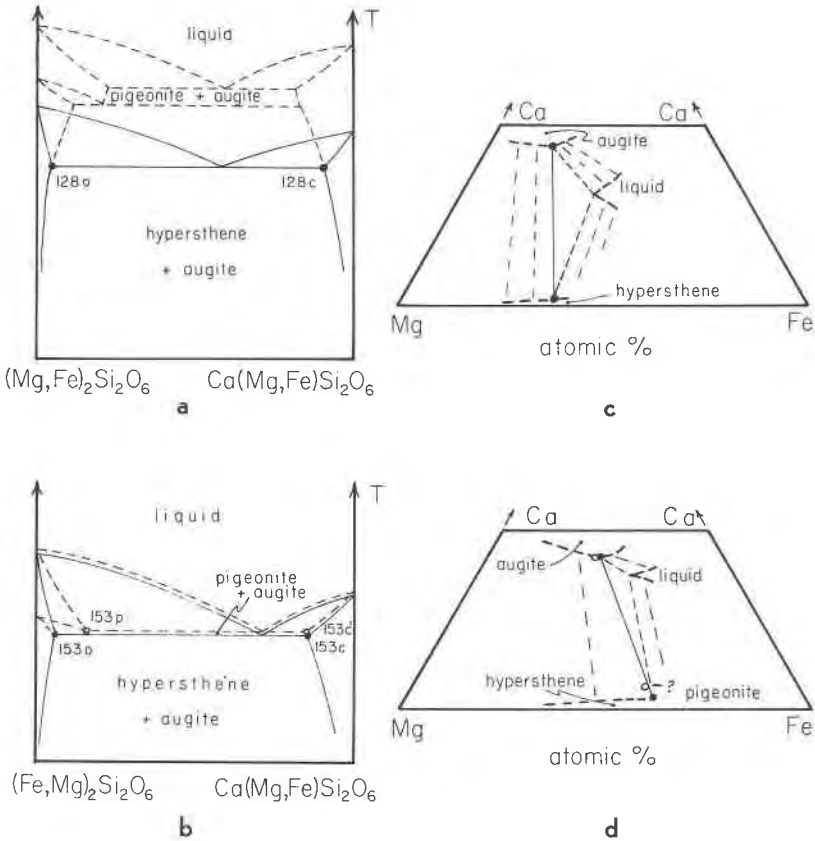 T
liquid
pigeonite + augite
128o
128c
hypersthene
+ augite
(Mg,Fe)₂Si₂O₆
Ca(Mg,Fe)Si₂O₆
a
Ca
Ca
augite
liquid
hypersthene
Mg
Fe
atomic %
c
T
liquid
pigeonite
+ augite
153p
153c'
153o
153c
hypersthene
+ augite
(Fe,Mg)₂Si₂O₆
Ca(Mg,Fe)Si₂O₆
b
Ca
Ca
augite
liquid
hypersthene
?
pigeonite
Mg
Fe
atomic %
d